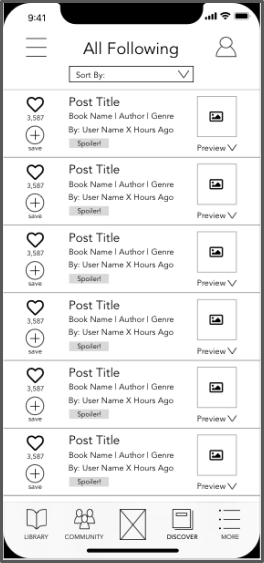 9:41
All Following
Sort By:
Post Title
Book Name | Author | Genre
3,587
By: User Name X Hours Ago
Spoiler!
save
Preview
Post Title
Book Name | Author | Genre
3,587
By: User Name X Hours Ago
Spoiler!
save
Preview
Post Title
Book Name | Author | Genre
3,587
By: User Name X Hours Ago
Spoiler!
save
Preview
Post Title
Book Name | Author | Genre
3,587
By: User Name X Hours Ago
Spoiler!
save
Preview
Post Title
Book Name | Author | Genre
3,587
By: User Name X Hours Ago
Spoiler!
save
Preview
Post Title
Book Name | Author | Genre
3,587
By: User Name X Hours Ago
Spoiler!
save
Preview
LIBRARY COMMUNITY DISCOVER MORE